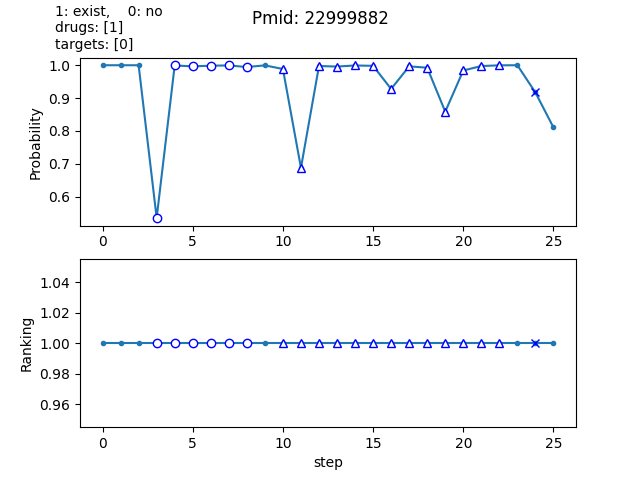 1: exist,    0: no
drugs: [1]
targets: [0]
Pmid: 22999882
1.0
0.9
0.8
0.7
0.6
Probability
0 5 10 15 20 25
1.04
1.02
1.00
0.98
0.96
Ranking
0 5 10 15 20 25
step